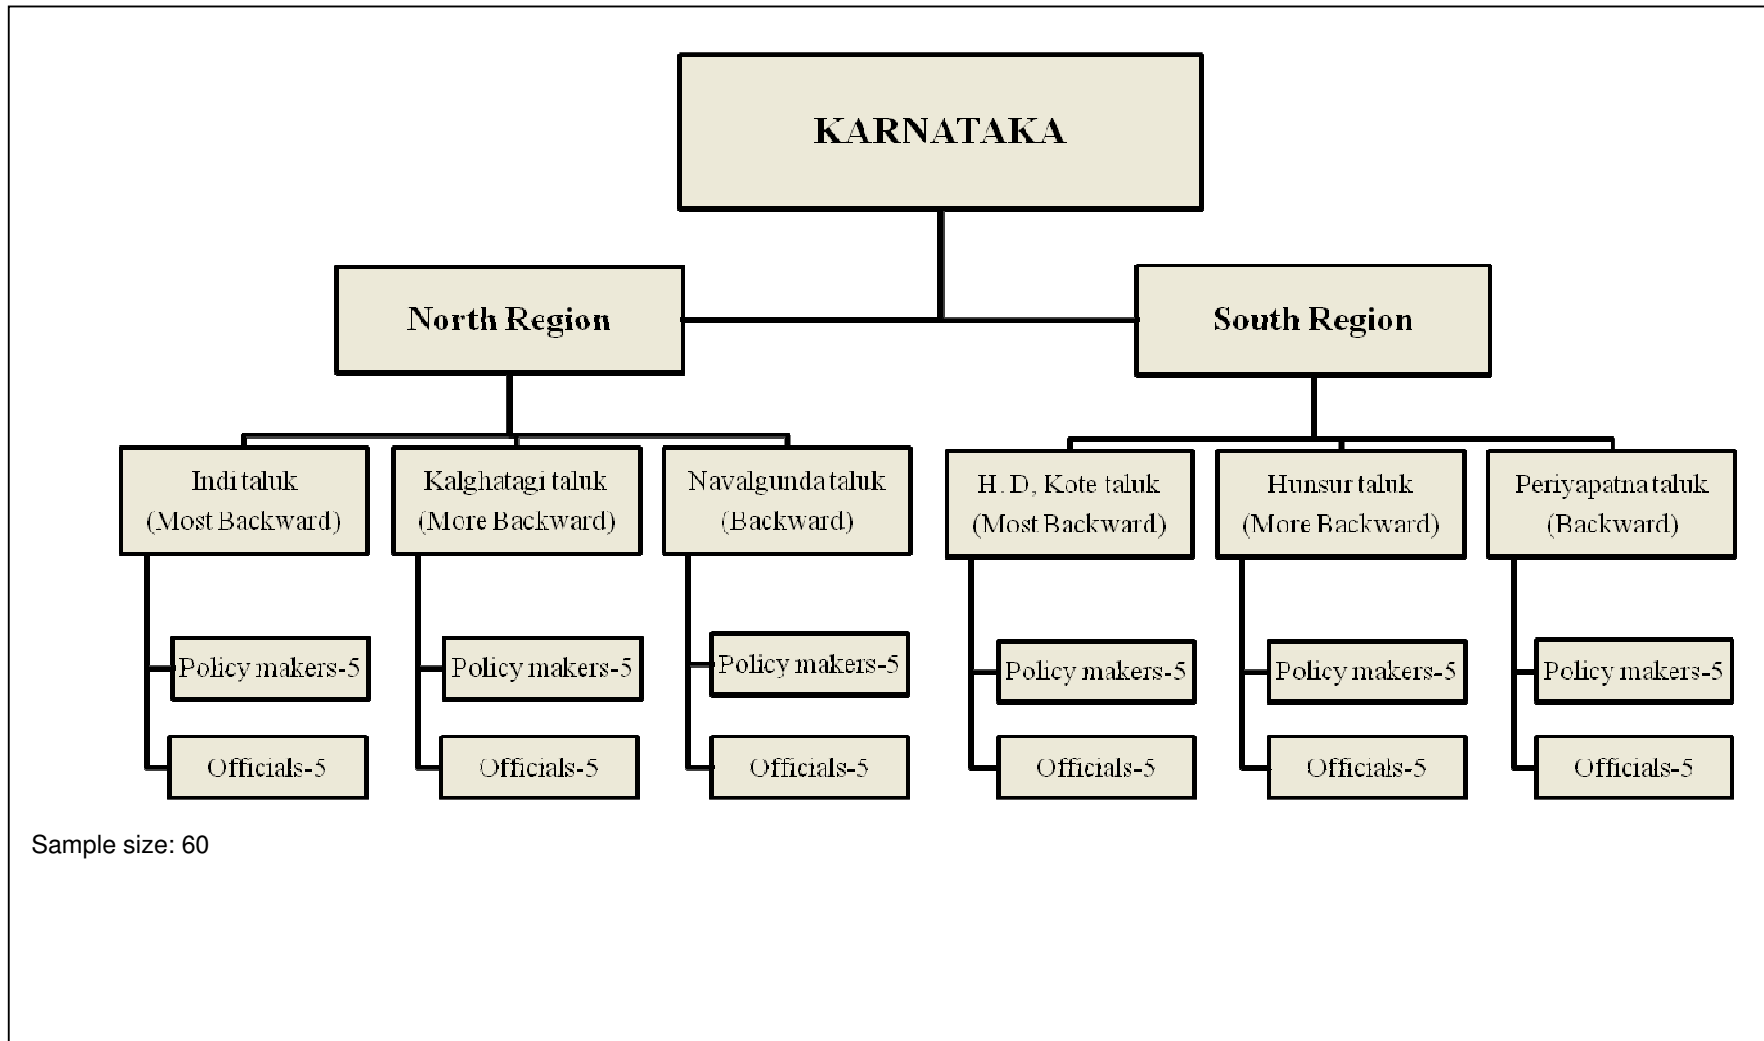 KARNATAKA
North Region
South Region
Indi taluk
(Most Backward)
Kalghatagi taluk
(More Backward)
Navalgunda taluk
(Backward)
H. D, Kote taluk
(Most Backward)
Hunsur taluk
(More Backward)
Periyapatna taluk
(Backward)
Policy makers-5
Policy makers-5
Policy makers-5
Policy makers-5
Policy makers-5
Policy makers-5
Officials-5
Officials-5
Officials-5
Officials-5
Officials-5
Officials-5
Sample size: 60